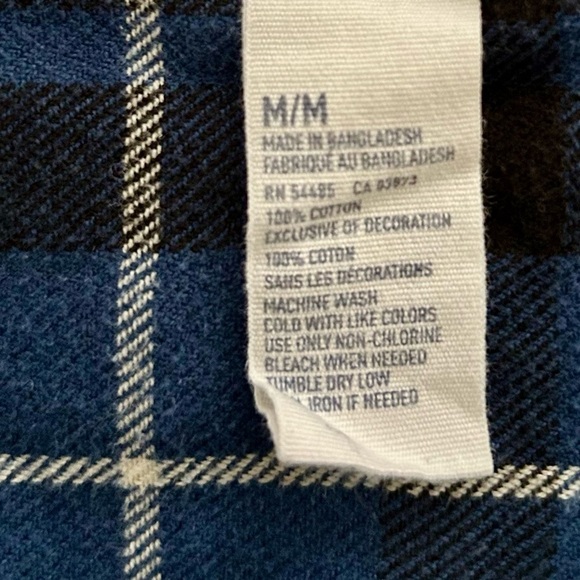 M/M
MADE IN BANGLADESH
FABRIQUÉ AU BANGLADESH
RN 54485 CA 03973
100% COTTON
EXCLUSIVE OF DECORATION
100% COTON
SANS LES DÉCORATIONS
MACHINE WASH
COLD WITH LIKE COLORS
USE ONLY NON-CHLORINE
BLEACH WHEN NEEDED
TUMBLE DRY LOW
IRON IF NEEDED